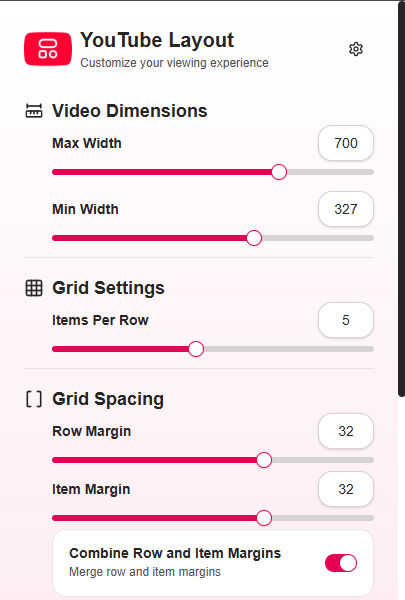 YouTube Layout
Customize your viewing experience
Video Dimensions
Max Width 700
Min Width 327
Grid Settings
Items Per Row 5
Grid Spacing
Row Margin 32
Item Margin 32
Combine Row and Item Margins
Merge row and item margins